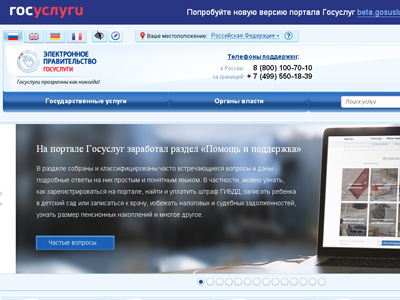 госуслуги
Попробуйте новую версию портала Госуслуг beta.gosuslu
Ваше местоположение: Российская Федерация
ЭЛЕКТРОННОЕ
ПРАВИТЕЛЬСТВО
ГОСУСЛУГИ
Госуслуги прозрачны как никогда!
Телефоны поддержки:
в России: 8 (800) 100-70-10
за границей: + 7 (499) 550-18-39
Государственные услуги
Органы власти
Поиск услуг
На портале Госуслуг заработал раздел «Помощь и поддержка»
В разделе собраны и классифицированы часто встречающиеся вопросы и даны
подробные ответы на них простым и понятным языком. В частности, можно узнать,
как зарегистрироваться на портале, найти и уплатить штраф ГИБДД, записать ребенка
в детский сад или записаться к врачу, избежать налоговых и судебных задолженностей,
узнать размер пенсионных накоплений и многое другое.
Частые вопросы